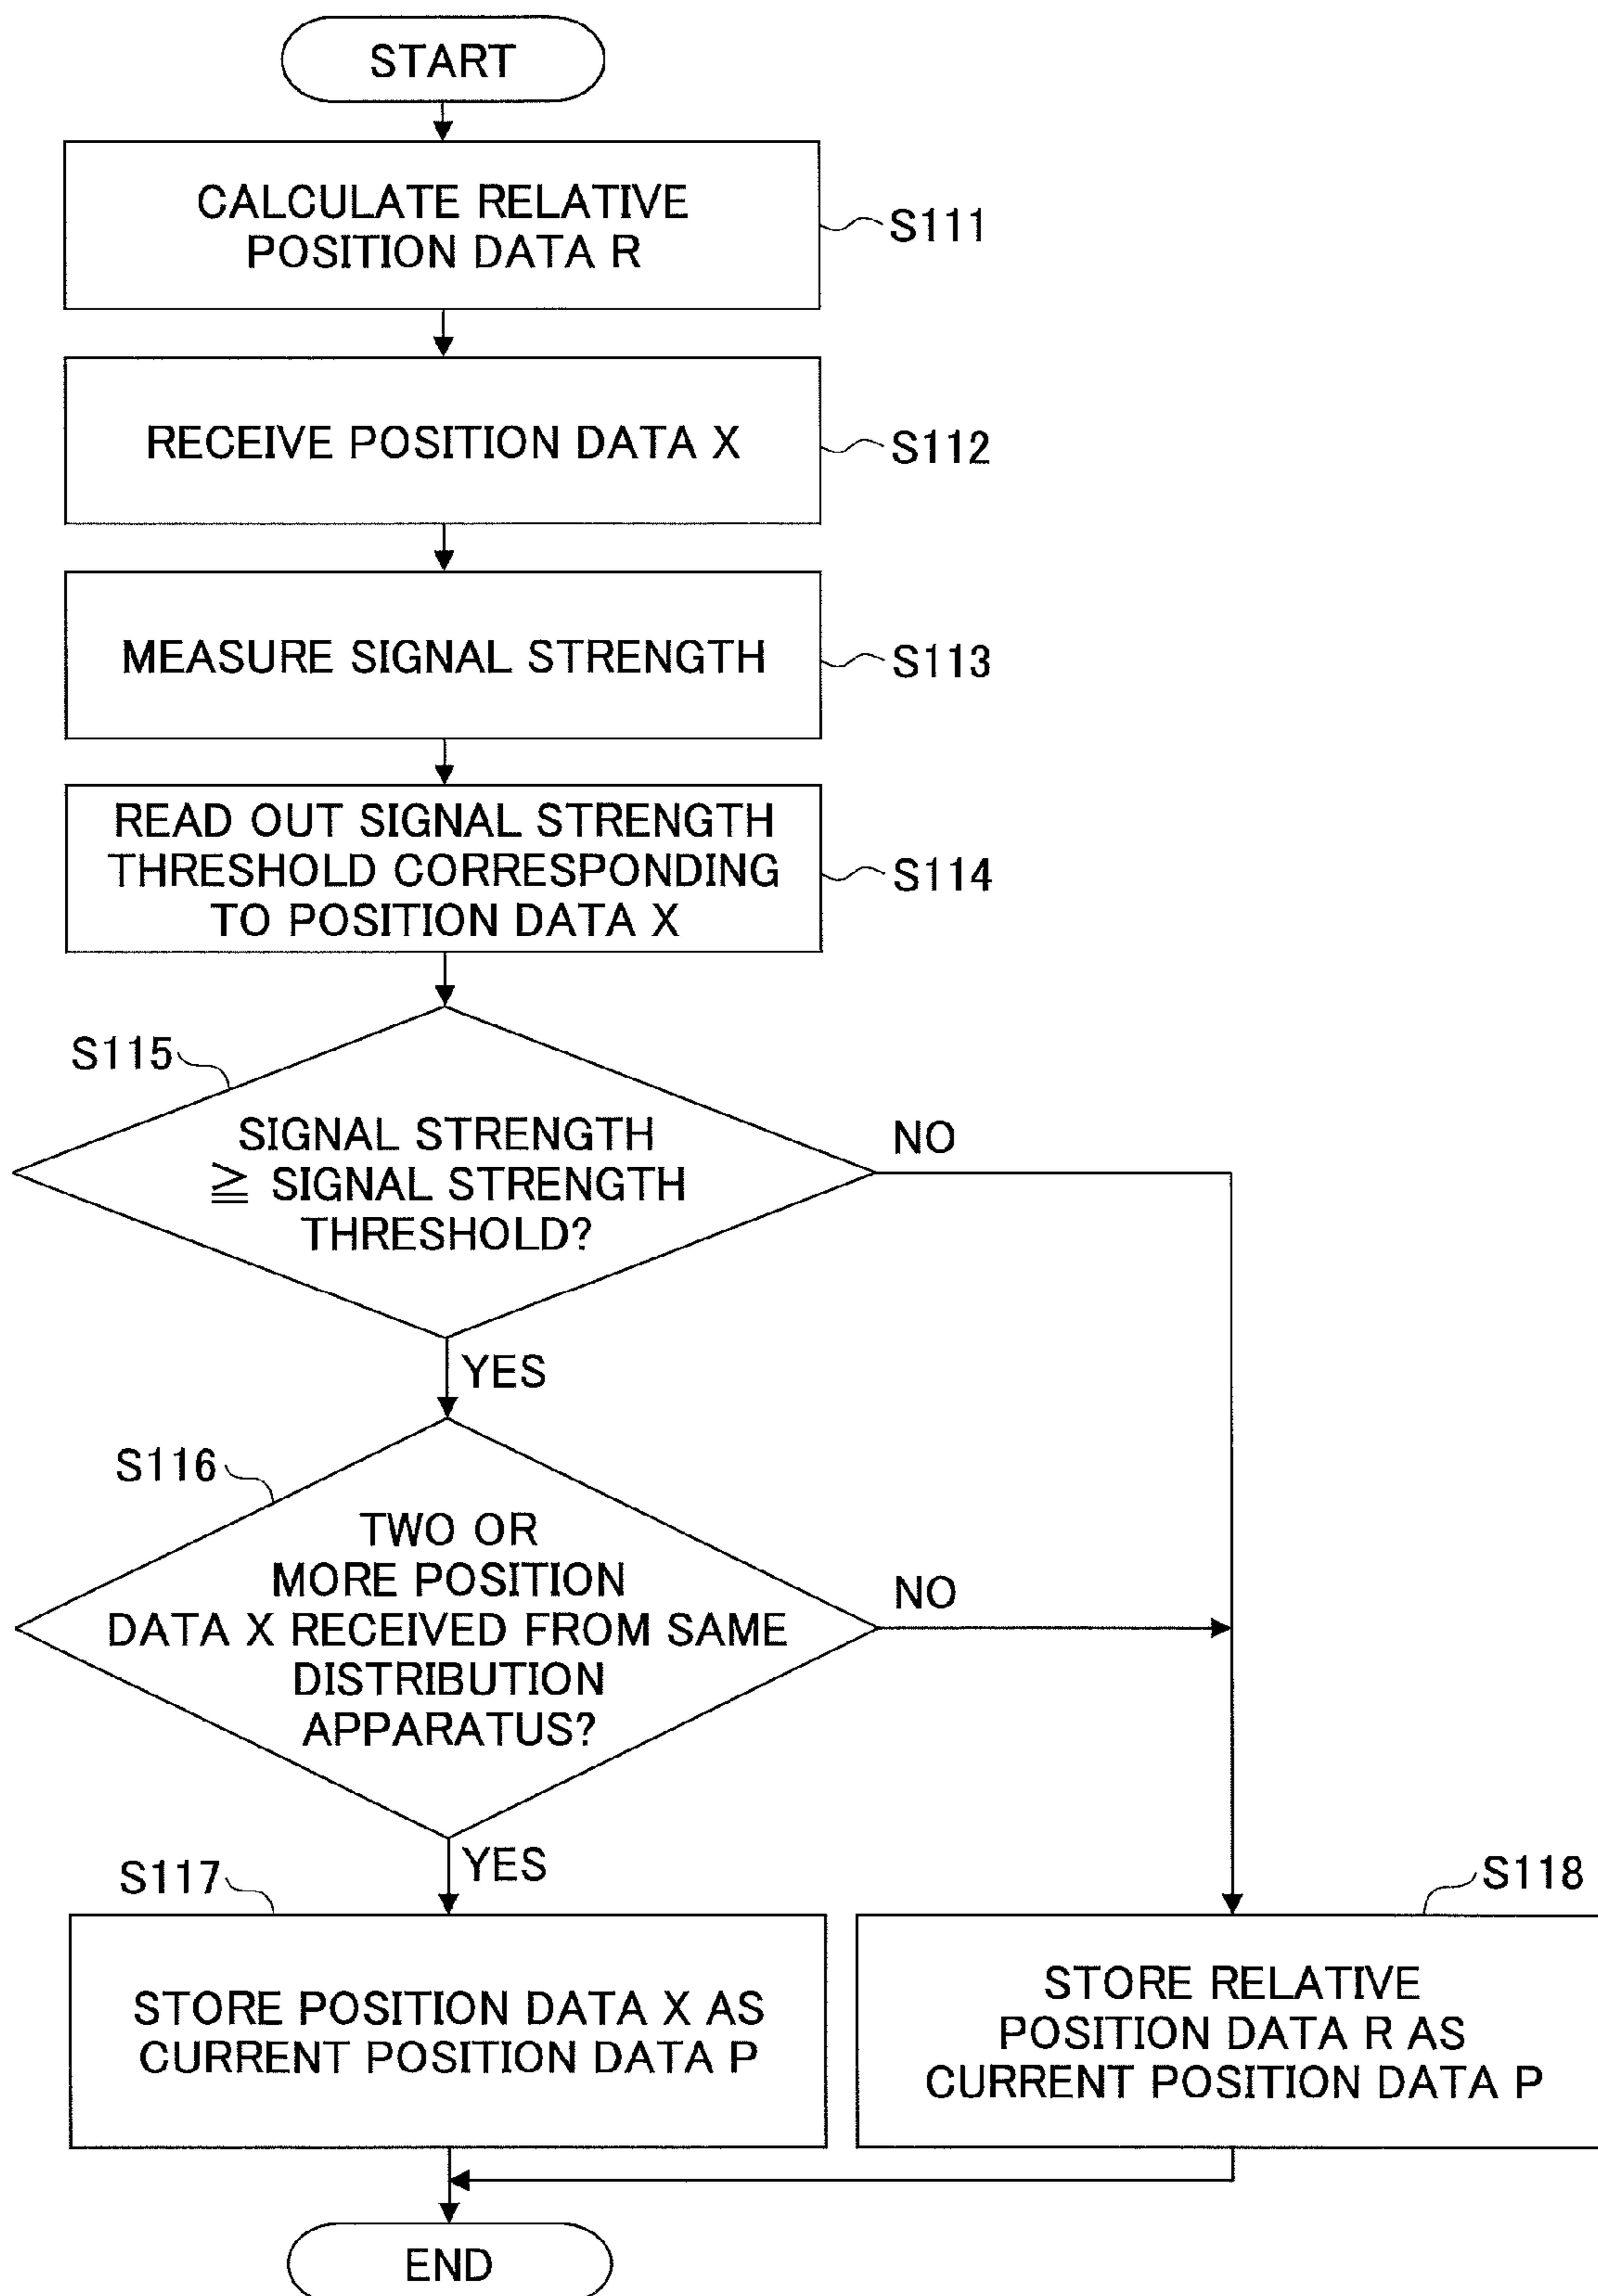 START
CALCULATE RELATIVE
POSITION DATA R
S111
RECEIVE POSITION DATA X
S112
MEASURE SIGNAL STRENGTH
S113
READ OUT SIGNAL STRENGTH
THRESHOLD CORRESPONDING
TO POSITION DATA X
S114
S115
SIGNAL STRENGTH
≧ SIGNAL STRENGTH
THRESHOLD?
NO
YES
S116
TWO OR
MORE POSITION
DATA X RECEIVED FROM SAME
DISTRIBUTION
APPARATUS?
NO
YES
S117
STORE POSITION DATA X AS
CURRENT POSITION DATA P
S118
STORE RELATIVE
POSITION DATA R AS
CURRENT POSITION DATA P
END